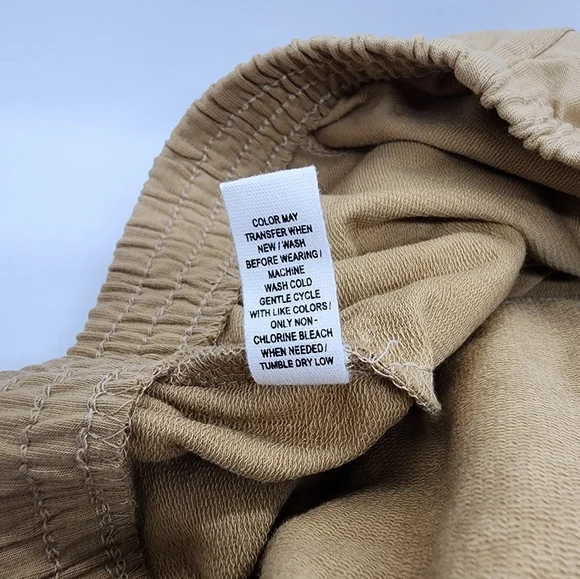 COLOR MAY
TRANSFER WHEN
NEW / WASH
BEFORE WEARING /
MACHINE
WASH COLD
GENTLE CYCLE
WITH LIKE COLORS /
ONLY NON -
CHLORINE BLEACH
WHEN NEEDED /
TUMBLE DRY LOW